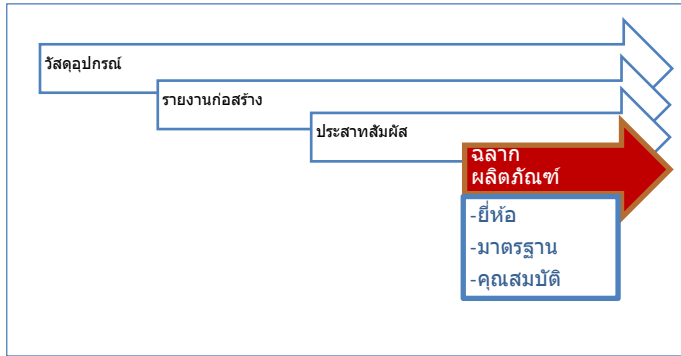 วัสดุอุปกรณ์
รายงานก่อสร้าง
ประสาทสัมผัส
ฉลาก
ผลิตภัณฑ์
-ยี่ห้อ
-มาตรฐาน
-คุณสมบัติ